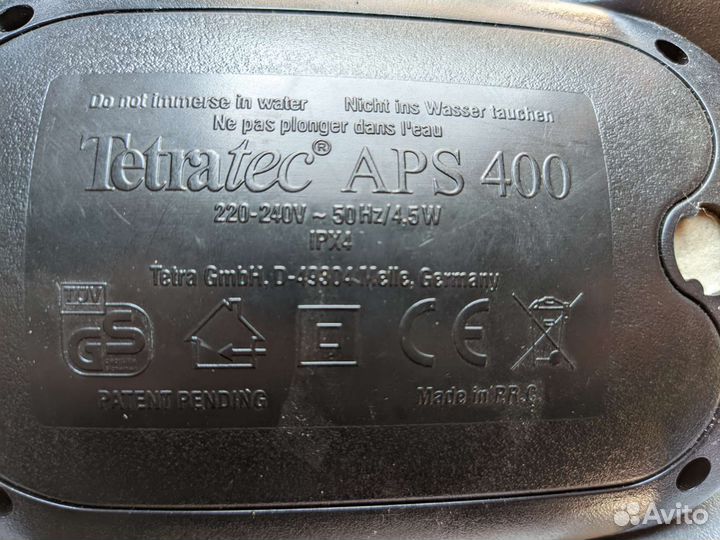 Do not immerse in water Nicht ins Wasser tauchen
Ne pas plonger dans l'eau
Tetratec® APS 400
220-240V ~ 50Hz/4,5W
IPX4
Tetra GmbH. D-49304 Melle, Germany
TÜV
GS
E
CE
PATENT PENDING Made in P.R.C.
Avito